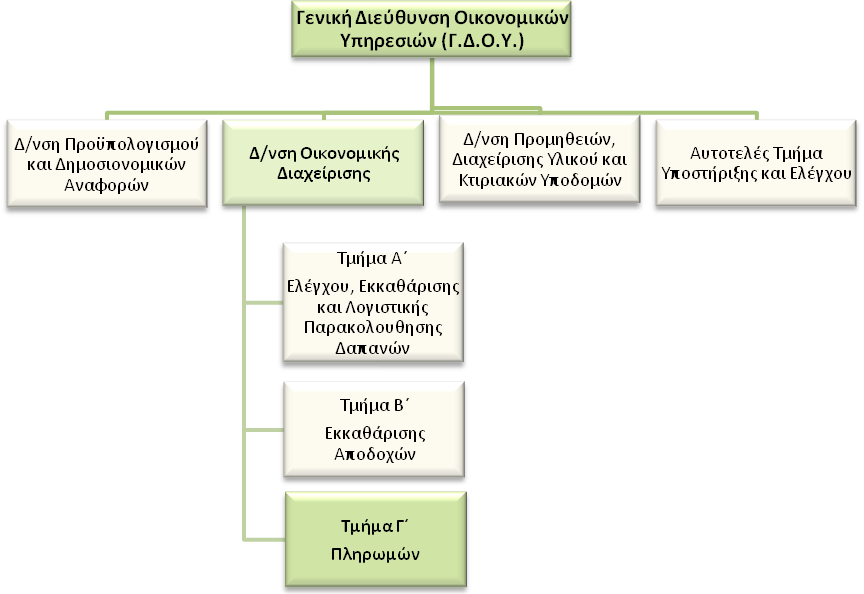 Γενική Διεύθυνση Οικονομικών
Υπηρεσιών (Γ.Δ.Ο.Υ.)
Δ/νση Προϋπολογισμού
και Δημοσιονομικών
Αναφορών
Δ/νση Οικονομικής
Διαχείρισης
Δ/νση Προμηθειών,
Διαχείρισης Υλικού και
Κτιριακών Υποδομών
Αυτοτελές Τμήμα
Υποστήριξης και Ελέγχου
Τμήμα Α΄
Ελέγχου, Εκκαθάρισης
και Λογιστικής
Παρακολουθησης
Δαπανών
Τμήμα Β΄
Εκκαθάρισης
Αποδοχών
Τμήμα Γ΄
Πληρωμών